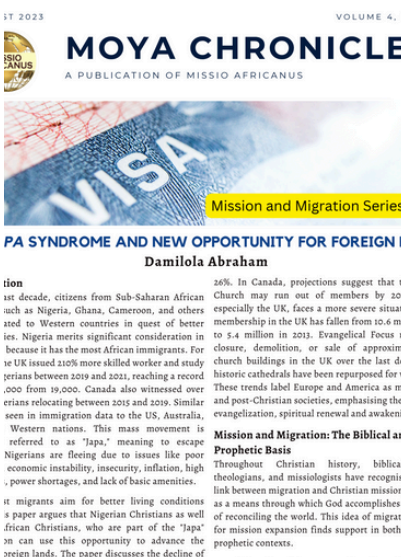 ST 2023
VOLUME 4,
MOYA CHRONICLE
A PUBLICATION OF MISSIO AFRICANUS
VISA
Mission and Migration Series
PA SYNDROME AND NEW OPPORTUNITY FOR FOREIGN
Damilola Abraham
tion
ast decade, citizens from Sub-Saharan African
such as Nigeria, Ghana, Cameroon, and others
ated to Western countries in quest of better
ies. Nigeria merits significant consideration in
because it has the most African immigrants. For
he UK issued 210% more skilled worker and study
gerians between 2019 and 2021, reaching a record
,000 from 19,000. Canada also witnessed over
erians relocating between 2015 and 2019. Similar
seen in immigration data to the US, Australia,
Western nations. This mass movement is
referred to as "Japa," meaning to escape
Nigerians are fleeing due to issues like poor
economic instability, insecurity, inflation, high
, power shortages, and lack of basic amenities.
st migrants aim for better living conditions
s paper argues that Nigerian Christians as well
African Christians, who are part of the "Japa"
on can use this opportunity to advance the
oreign lands. The paper discusses the decline of
26%. In Canada, projections suggest that t
Church may run out of members by 20
especially the UK, faces a more severe situat
membership in the UK has fallen from 10.6 m
to 5.4 million in 2013. Evangelical Focus
closure, demolition, or sale of approxim
church buildings in the UK over the last de
historic cathedrals have been repurposed for
These trends label Europe and America as m
and post-Christian societies, emphasising the
evangelization, spiritual renewal and awakeni
Mission and Migration: The Biblical an
Prophetic Basis
Throughout Christian history, biblica
theologians, and missiologists have recognis
link between migration and Christian mission
as a means through which God accomplishes
of reconciling the world. This idea of migrat
for mission expansion finds support in both
prophetic contexts.